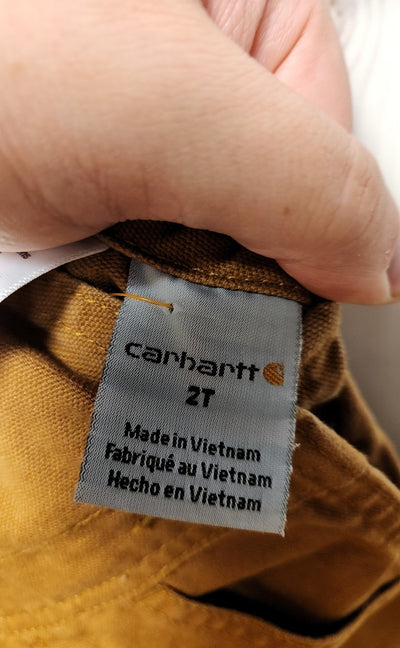 carhartt
2T
Made in Vietnam
Fabriqué au Vietnam
Hecho en Vietnam